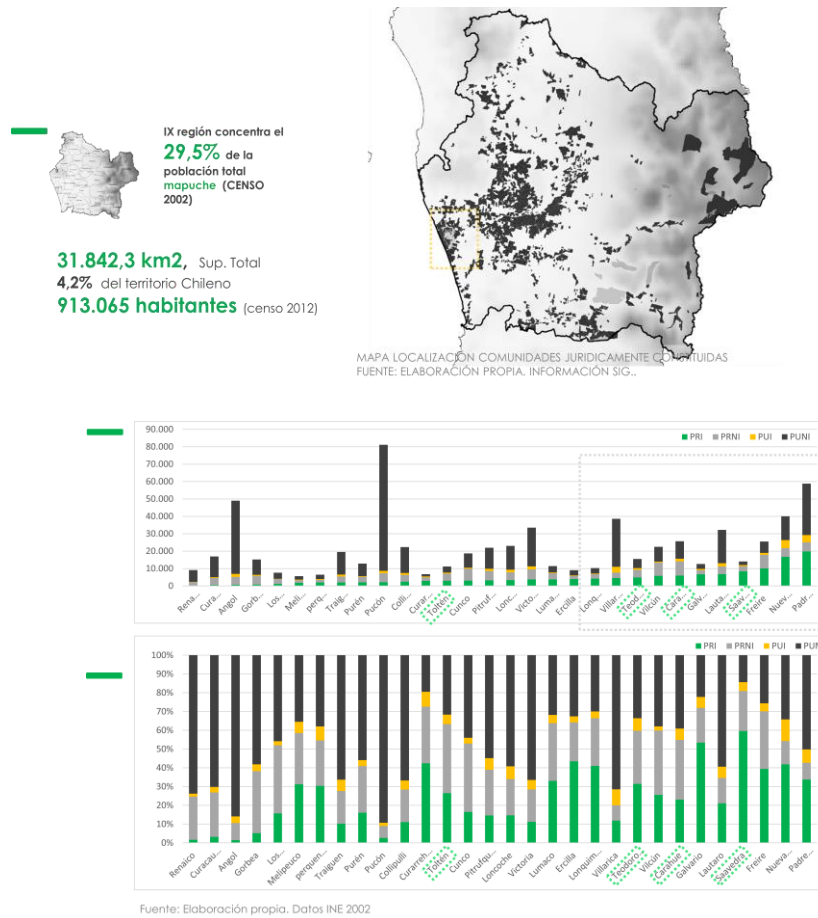 IX región concentra el
29,5% de la
población total
mapuche (CENSO
2002)
31.842,3 km2, Sup. Total
4,2% del territorio Chileno
913.065 habitantes (censo 2012)
MAPA LOCALIZACIÓN COMUNIDADES JURIDICAMENTE CONSTITUIDAS
FUENTE: ELABORACIÓN PROPIA. INFORMACIÓN SIG..
PRI PRNI PUI PUNI
90.000
80.000
70.000
60.000
50.000
40.000
30.000
20.000
10.000
0
Rena... Cura... Angol Gorb... Los... Meli... perq... Traig... Purén Pucón Colli... Curar... Toltén Cunco Pitruf... Lonc... Victo... Luma... Ercilla Lonq... Villar... Teod... Vilcún Cara... Galv... Lauta... Saav... Freire Nuev... Padr...
PRI PRNI PUI PUN
100%
90%
80%
70%
60%
50%
40%
30%
20%
10%
0%
Renaico Curacau... Angol Gorbea Los... Melipeuco perquen... Traiguen Purén Pucón Collipulli Curarreh... Toltén Cunco Pitrufqu... Loncoche Victoria Lumaco Ercilla Lonquim... Villarica Teodoro... Vilcún Carahue Galvario Lautaro Saavedra Freire Nueva... Padre...
Fuente: Elaboración propia. Datos INE 2002